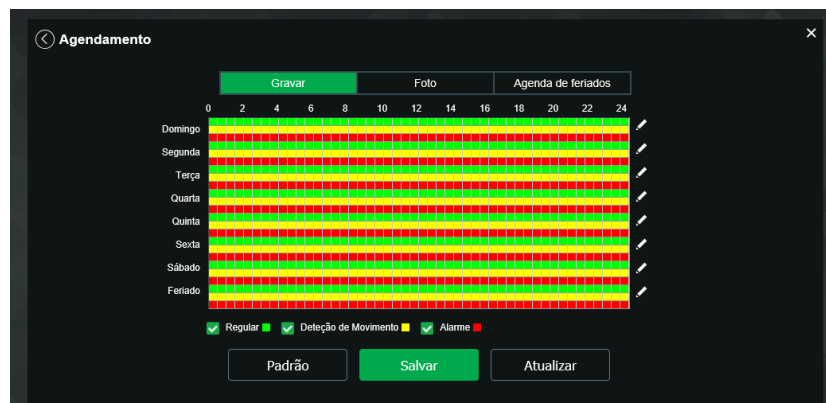 Agendamento
Gravar Foto Agenda de feriados
0 2 4 6 8 10 12 14 16 18 20 22 24
Domingo
Segunda
Terça
Quarta
Quinta
Sexta
Sábado
Feriado
Regular Deteção de Movimento Alarme
Padrão Salvar Atualizar